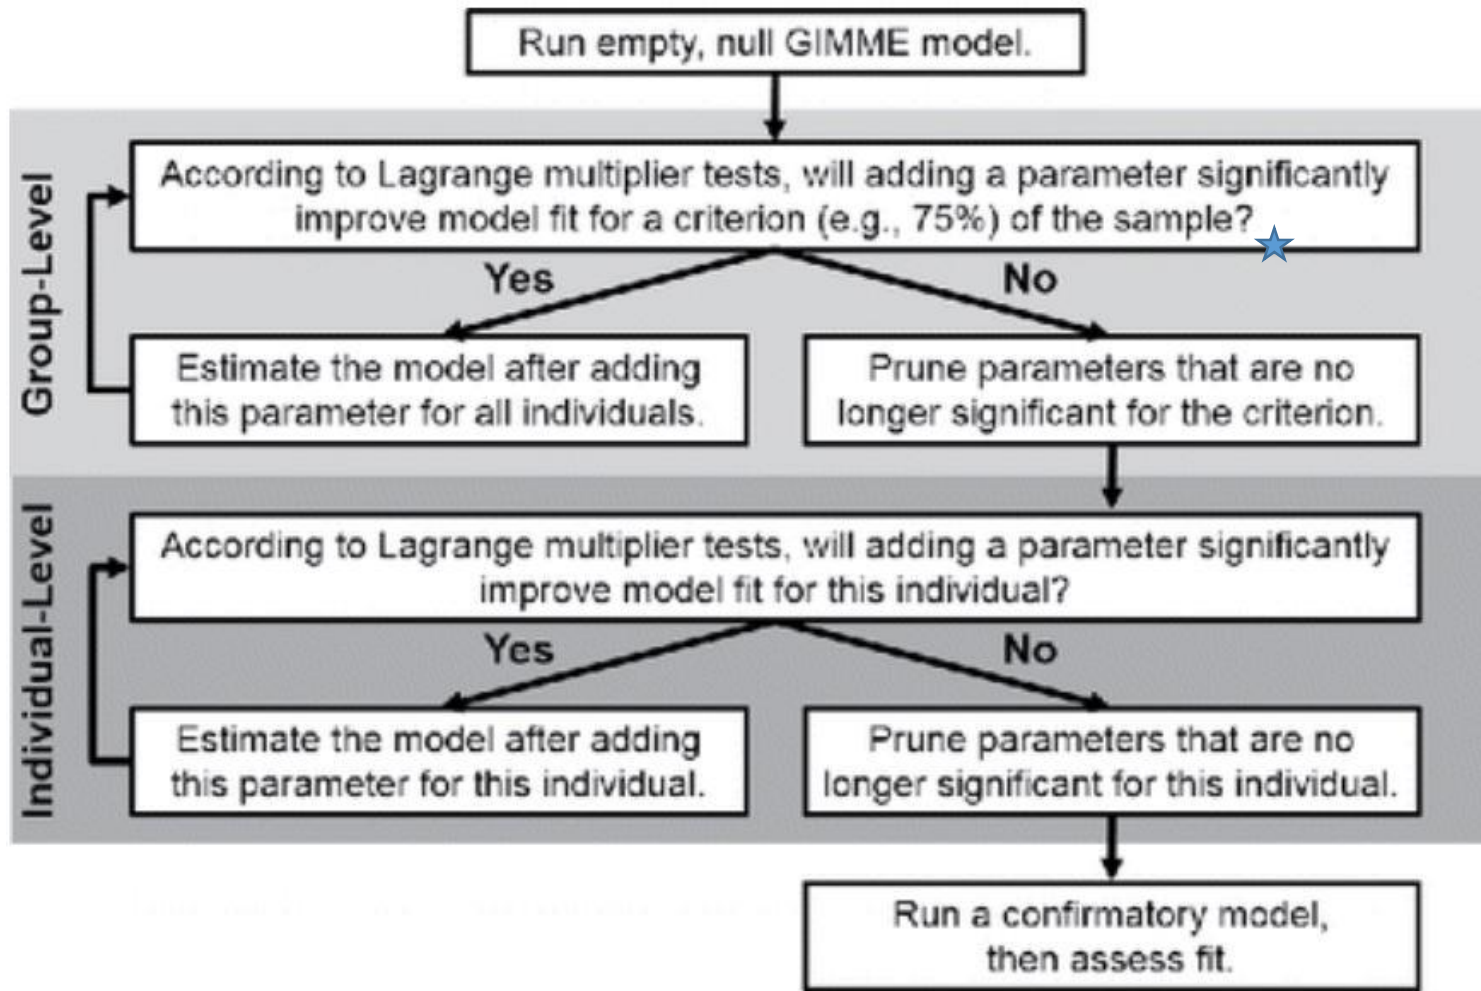 Run empty, null GIMME model.
Group-Level
According to Lagrange multiplier tests, will adding a parameter significantly
improve model fit for a criterion (e.g., 75%) of the sample?
Yes
No
Estimate the model after adding
this parameter for all individuals.
Prune parameters that are no
longer significant for the criterion.
Individual-Level
According to Lagrange multiplier tests, will adding a parameter significantly
improve model fit for this individual?
Yes
No
Estimate the model after adding
this parameter for this individual.
Prune parameters that are no
longer significant for this individual.
Run a confirmatory model,
then assess fit.